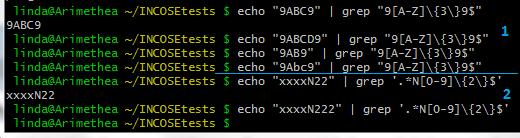 linda@Arimethea ~/INCOSEtests $ echo "9ABC9" | grep "9[A-Z]\{3\}9$"
9ABC9
1
linda@Arimethea ~/INCOSEtests $ echo "9ABCD9" | grep "9[A-Z]\{3\}9$"
linda@Arimethea ~/INCOSEtests $ echo "9AB9" | grep "9[A-Z]\{3\}9$"
linda@Arimethea ~/INCOSEtests $ echo "9Abc9" | grep "9[A-Z]\{3\}9$"
linda@Arimethea ~/INCOSEtests $ echo "xxxxN22" | grep '.*N[0-9]\{2\}$'
xxxxN22
2
linda@Arimethea ~/INCOSEtests $ echo "xxxxN222" | grep '.*N[0-9]\{2\}$'
linda@Arimethea ~/INCOSEtests $